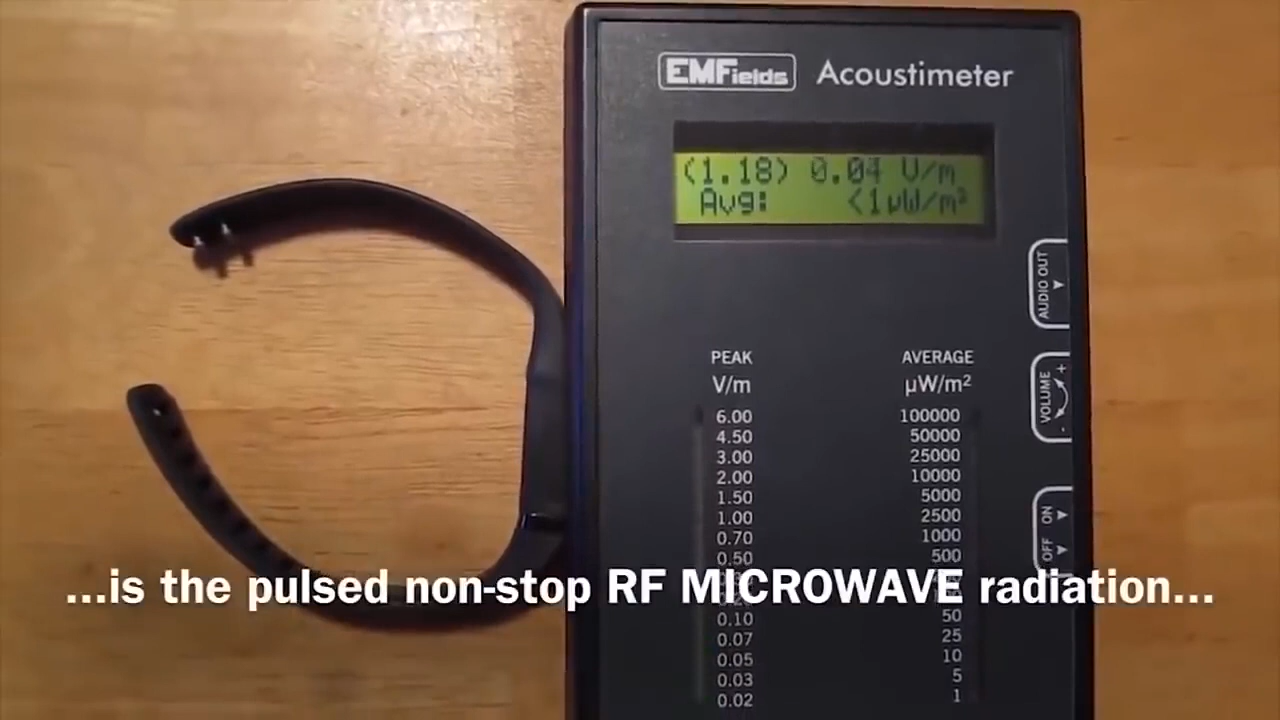 EMFields Acoustimeter
(1.18) 0.04 V/m
Avg: <1µW/m²
AUDIO OUT
PEAK AVERAGE
V/m µW/m²
VOLUME
- +
6.00 100000
4.50 50000
3.00 25000
2.00 10000
1.50 5000
1.00 2500
0.70 1000
0.50 500
OFF ON
...is the pulsed non-stop RF MICROWAVE radiation...
0.10 50
0.07 25
0.05 10
0.03 5
0.02 1